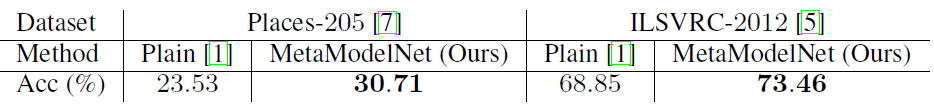 Dataset Places-205 [7] ILSVRC-2012 [5]
Method Plain [1] MetaModelNet (Ours) Plain [1] MetaModelNet (Ours)
Acc (%) 23.53 30.71 68.85 73.46